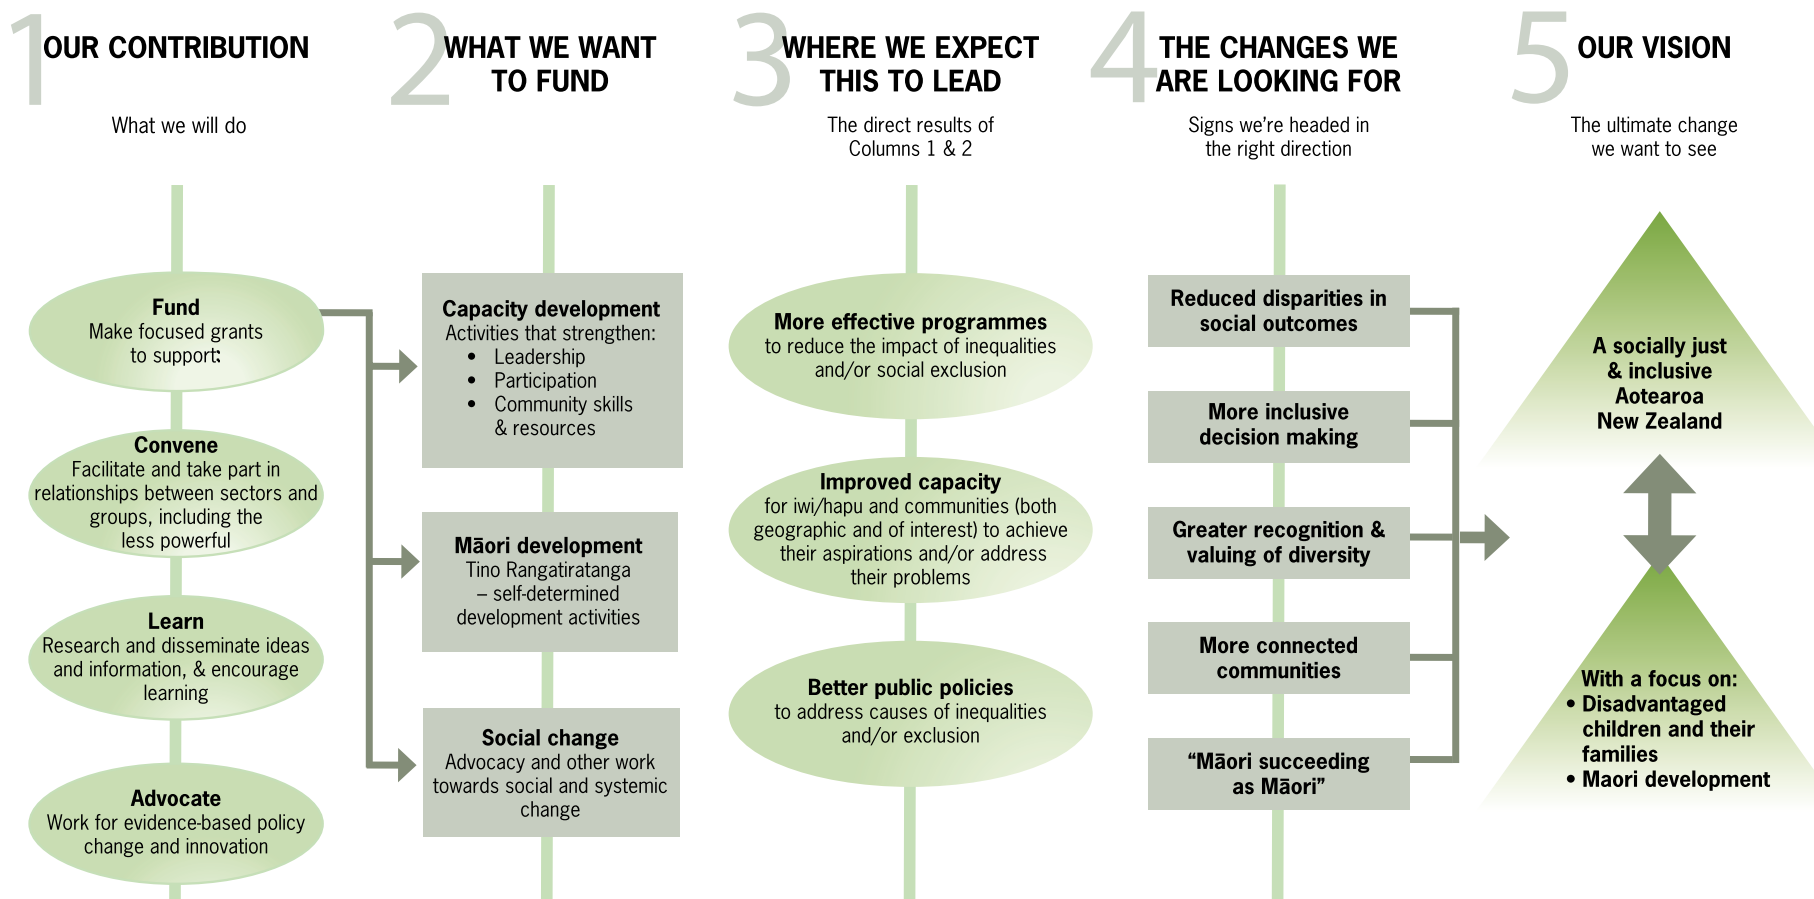 1 OUR CONTRIBUTION
What we will do
Fund
Make focused grants
to support:
Convene
Facilitate and take part in
relationships between sectors and
groups, including the
less powerful
Learn
Research and disseminate ideas
and information, & encourage
learning
Advocate
Work for evidence-based policy
change and innovation
2 WHAT WE WANT
TO FUND
Capacity development
Activities that strengthen:
• Leadership
• Participation
• Community skills
& resources
Māori development
Tino Rangatiratanga
– self-determined
development activities
Social change
Advocacy and other work
towards social and systemic
change
3 WHERE WE EXPECT
THIS TO LEAD
The direct results of
Columns 1 & 2
More effective programmes
to reduce the impact of inequalities
and/or social exclusion
Improved capacity
for iwi/hapu and communities (both
geographic and of interest) to achieve
their aspirations and/or address
their problems
Better public policies
to address causes of inequalities
and/or exclusion
4 THE CHANGES WE
ARE LOOKING FOR
Signs we’re headed in
the right direction
Reduced disparities in
social outcomes
More inclusive
decision making
Greater recognition &
valuing of diversity
More connected
communities
“Māori succeeding
as Māori”
5 OUR VISION
The ultimate change
we want to see
A socially just
& inclusive
Aotearoa
New Zealand
With a focus on:
• Disadvantaged
children and their
families
• Maori development